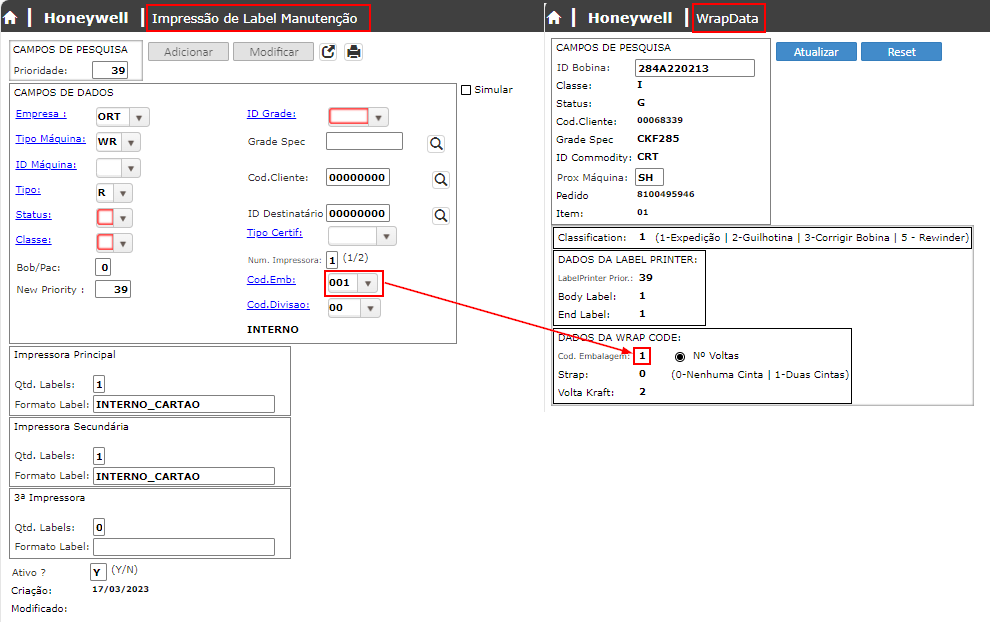 Honeywell | Impressão de Label Manutenção
CAMPOS DE PESQUISA
Prioridade: 39
Adicionar Modificar
CAMPOS DE DADOS
Simular
Empresa : ORT
Tipo Máquina: WR
ID Máquina:
Tipo: R
Status:
Classe:
Bob/Pac: 0
New Priority : 39
ID Grade:
Grade Spec
Cod.Cliente: 00000000
ID Destinatário 00000000
Tipo Certif:
Num. Impressora: 1 (1/2)
Cod.Emb: 001
Cod.Divisao: 00
INTERNO
Impressora Principal
Qtd. Labels: 1
Formato Label: INTERNO_CARTAO
Impressora Secundária
Qtd. Labels: 1
Formato Label: INTERNO_CARTAO
3ª Impressora
Qtd. Labels: 0
Formato Label:
Ativo ? Y (Y/N)
Criação: 17/03/2023
Modificado:
Honeywell | WrapData
CAMPOS DE PESQUISA
Atualizar Reset
ID Bobina: 284A220213
Classe: I
Status: G
Cod.Cliente: 00068339
Grade Spec CKF285
ID Commodity: CRT
Prox Máquina: SH
Pedido 8100495946
Item: 01
Classification: 1 (1-Expedição | 2-Guilhotina | 3-Corrigir Bobina | 5 - Rewinder)
DADOS DA LABEL PRINTER:
LabelPrinter Prior.: 39
Body Label: 1
End Label: 1
DADOS DA WRAP CODE:
Cod. Embalagem: 1 Nº Voltas
Strap: 0 (0-Nenhuma Cinta | 1-Duas Cintas)
Volta Kraft: 2